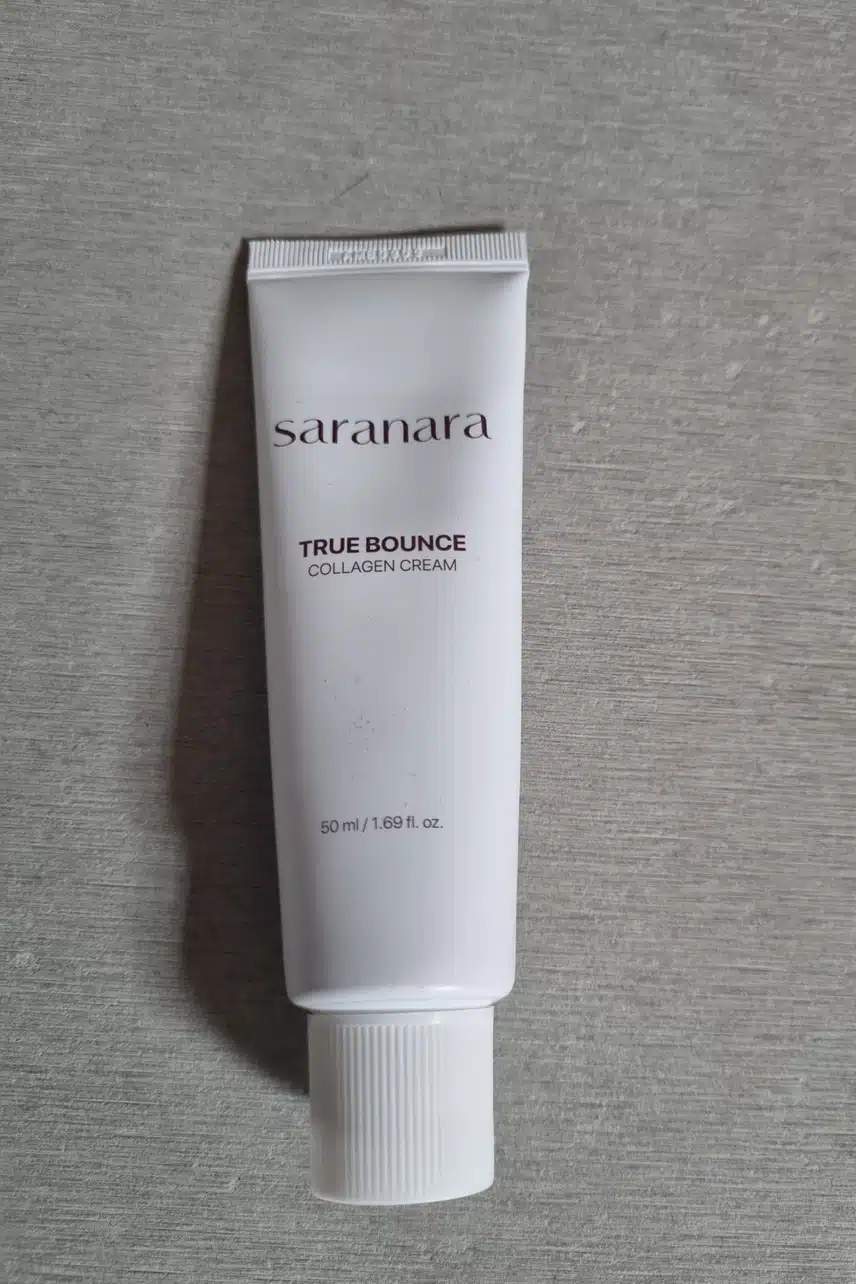 saranara
TRUE BOUNCE
COLLAGEN CREAM
50 ml / 1.69 fl. oz.